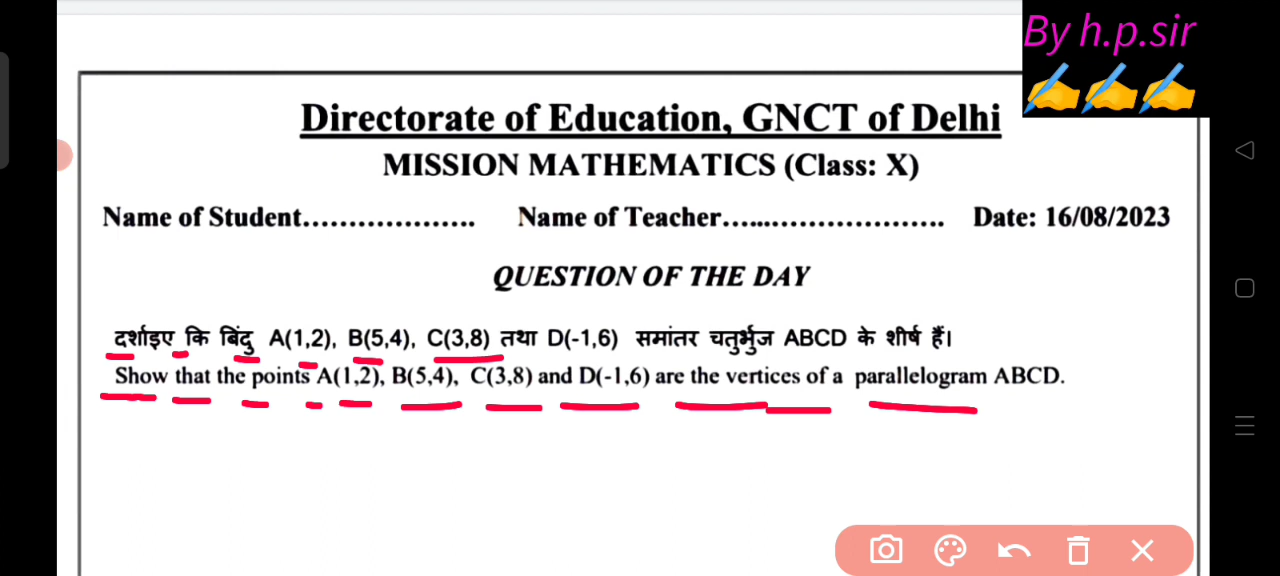 By h.p.sir
✍✍✍
Directorate of Education, GNCT of Delhi
MISSION MATHEMATICS (Class: X)
Name of Student................... Name of Teacher......................... Date: 16/08/2023
QUESTION OF THE DAY
दर्शाइए कि बिंदु A(1,2), B(5,4), C(3,8) तथा D(-1,6) समांतर चतुर्भुज ABCD के शीर्ष हैं।
Show that the points A(1,2), B(5,4), C(3,8) and D(-1,6) are the vertices of a parallelogram ABCD.